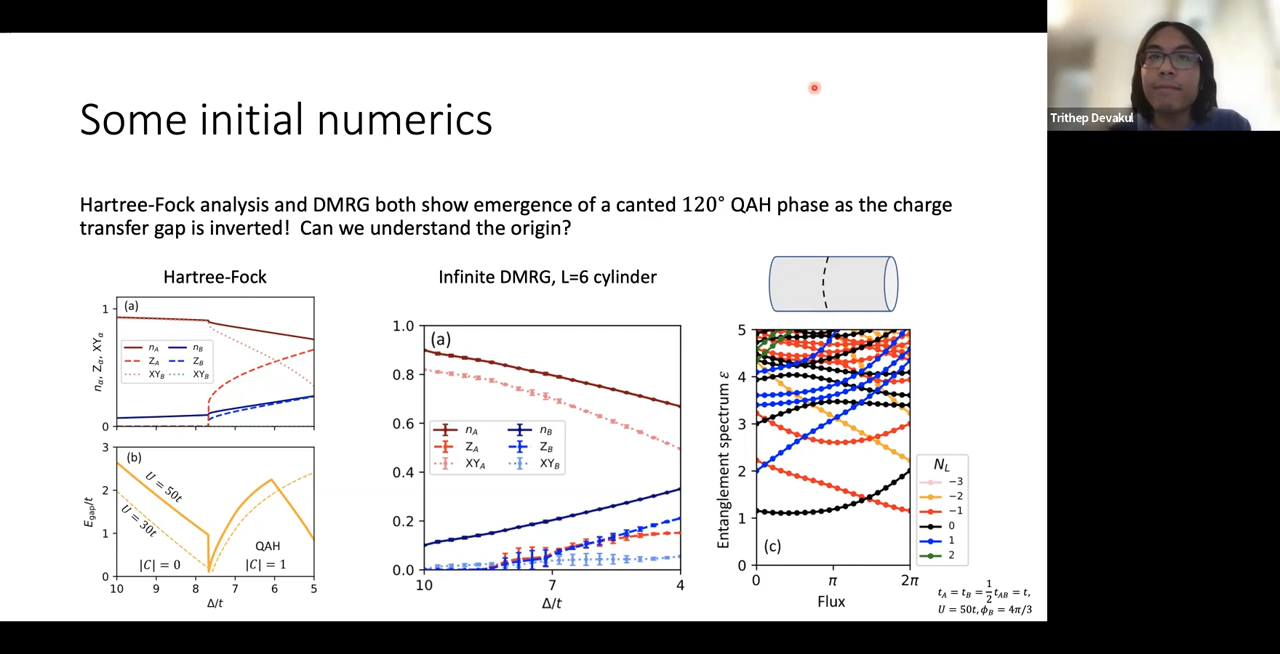 Some initial numerics
Trithep Devakul
Hartree-Fock analysis and DMRG both show emergence of a canted 120° QAH phase as the charge
transfer gap is inverted! Can we understand the origin?
Hartree-Fock
(a)
1
0
n_α, Z_α, XY_α
n_A n_B
Z_A Z_B
XY_B XY_B
(b)
3
2
1
0
E_gap/t
U = 50t
U = 30t
|C| = 0
QAH
|C| = 1
10 9 8 7 6 5
Δ/t
Infinite DMRG, L=6 cylinder
(a)
1.0
0.8
0.6
0.4
0.2
0.0
n_A n_B
Z_A Z_B
XY_A XY_B
10 7 4
Δ/t
5
4
3
2
1
0
Entanglement spectrum ε
(c)
0 π 2π
Flux
N_L
−3
−2
−1
0
1
2
t_A = t_B = 1/2 t_AB = t,
U = 50t, ϕ_B = 4π/3